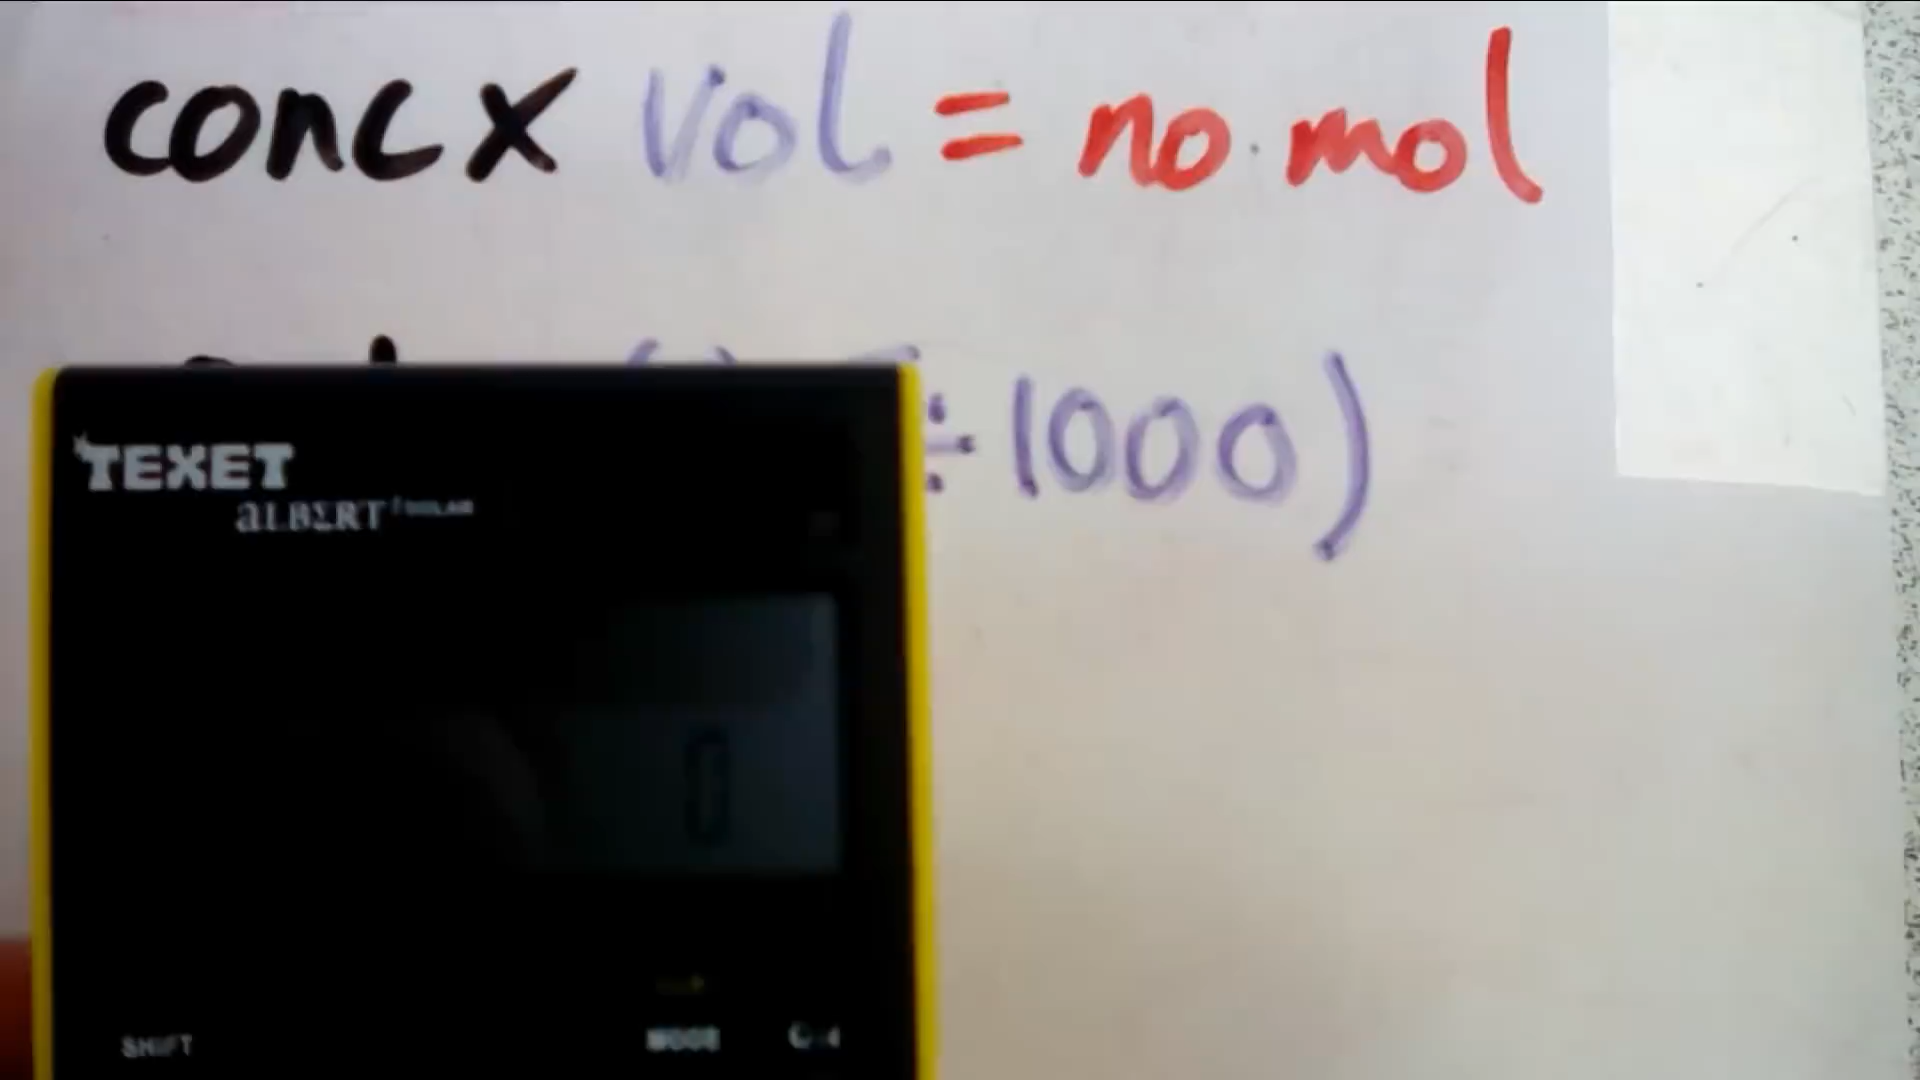 conc x vol = no. mol
÷ 1000)
TEXET
ALBERT
0
SHIFT
MODE